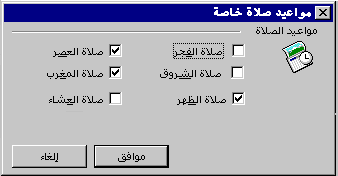 مواعيد صلاة خاصة
مواعيد الصلاة
صلاة الفجر
صلاة العصر
صلاة الشروق
صلاة المغرب
صلاة الظهر
صلاة العشاء
موافق
إلغاء